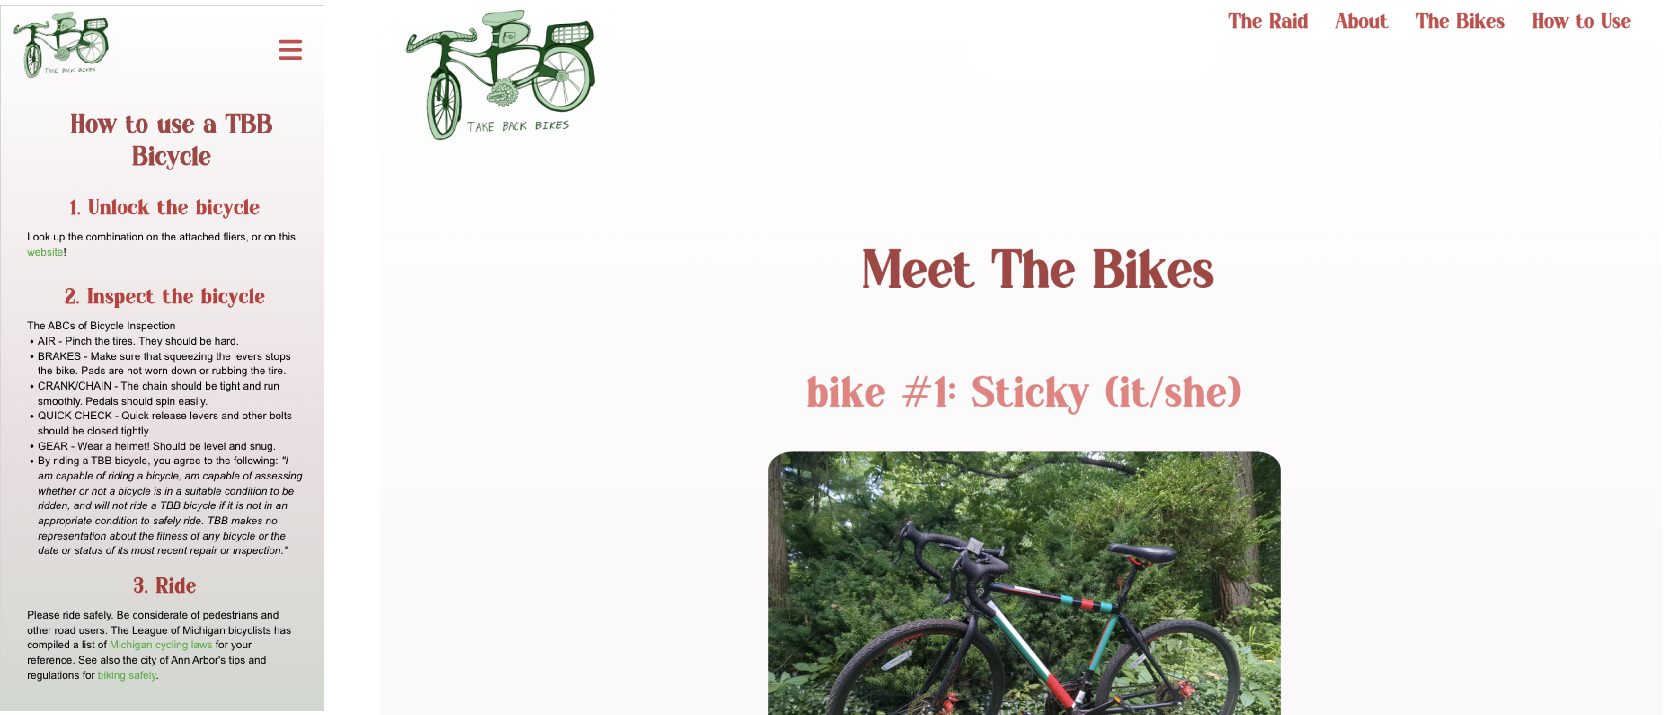 TAKE BACK BIKES
How to use a TBB
Bicycle
1. Unlock the bicycle
Look up the combination on the attached fliers, or on this
website!
2. Inspect the bicycle
The ABCs of Bicycle Inspection
• AIR - Pinch the tires. They should be hard.
• BRAKES - Make sure that squeezing the levers stops
the bike. Pads are not worn down or rubbing the tire.
• CRANK/CHAIN - The chain should be tight and run
smoothly. Pedals should spin easily.
• QUICK CHECK - Quick release levers and other bolts
should be closed tightly
• GEAR - Wear a helmet! Should be level and snug.
• By riding a TBB bicycle, you agree to the following: "I
am capable of riding a bicycle, am capable of assessing
whether or not a bicycle is in a suitable condition to be
ridden, and will not ride a TBB bicycle if it is not in an
appropriate condition to safely ride. TBB makes no
representation about the fitness of any bicycle or the
date or status of its most recent repair or inspection."
3. Ride
Please ride safely. Be considerate of pedestrians and
other road users. The League of Michigan bicyclists has
compiled a list of Michigan cycling laws for your
reference. See also the city of Ann Arbor's tips and
regulations for biking safely.
TAKE BACK BIKES
The Raid About The Bikes How to Use
Meet The Bikes
bike #1: Sticky (it/she)